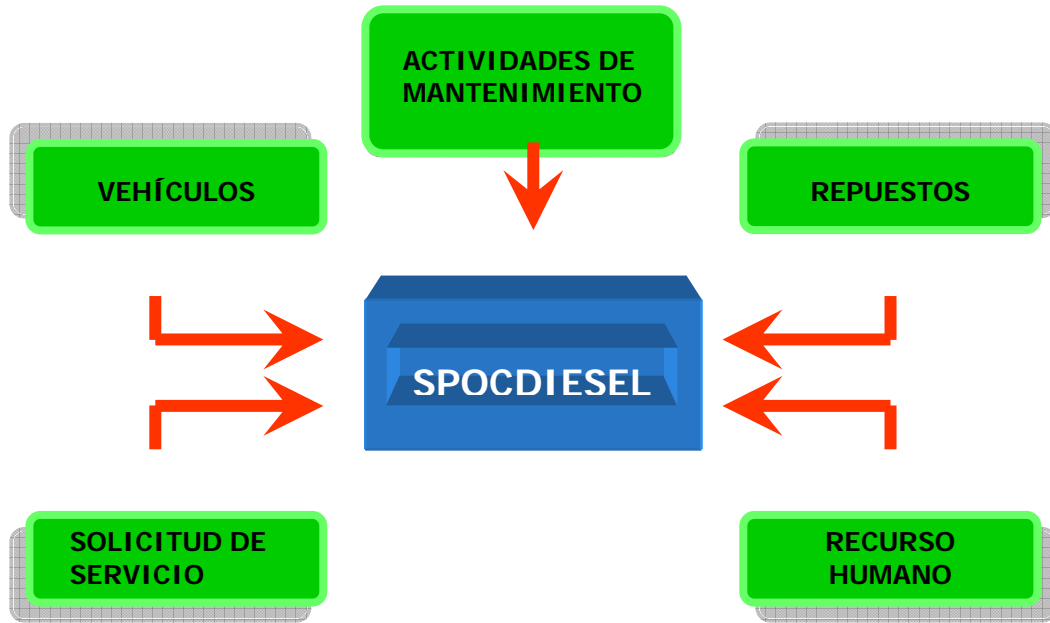 ACTIVIDADES DE
MANTENIMIENTO
VEHÍCULOS
REPUESTOS
SPOCDIESEL
SOLICITUD DE
SERVICIO
RECURSO
HUMANO